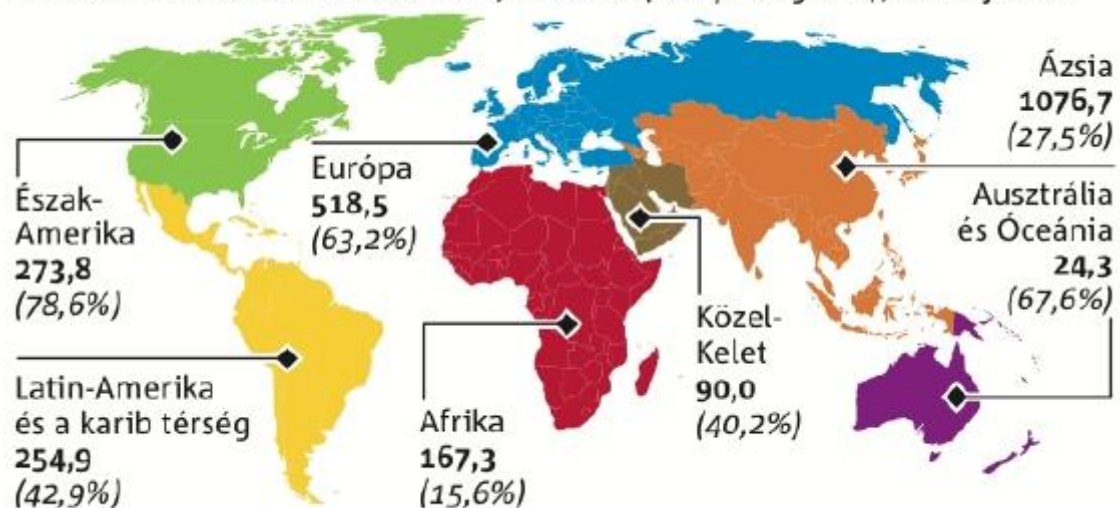 Ázsia
1076,7
(27,5%)
Európa
518,5
(63,2%)
Észak-
Amerika
273,8
(78,6%)
Ausztrália
és Óceánia
24,3
(67,6%)
Közel-
Kelet
90,0
(40,2%)
Latin-Amerika
és a karib térség
254,9
(42,9%)
Afrika
167,3
(15,6%)